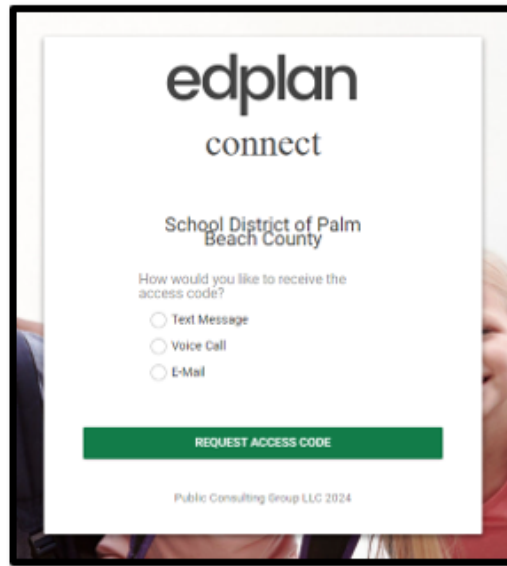 edplan
connect
School District of Palm
Beach County
How would you like to receive the
access code?
Text Message
Voice Call
E-Mail
REQUEST ACCESS CODE
Public Consulting Group LLC 2024